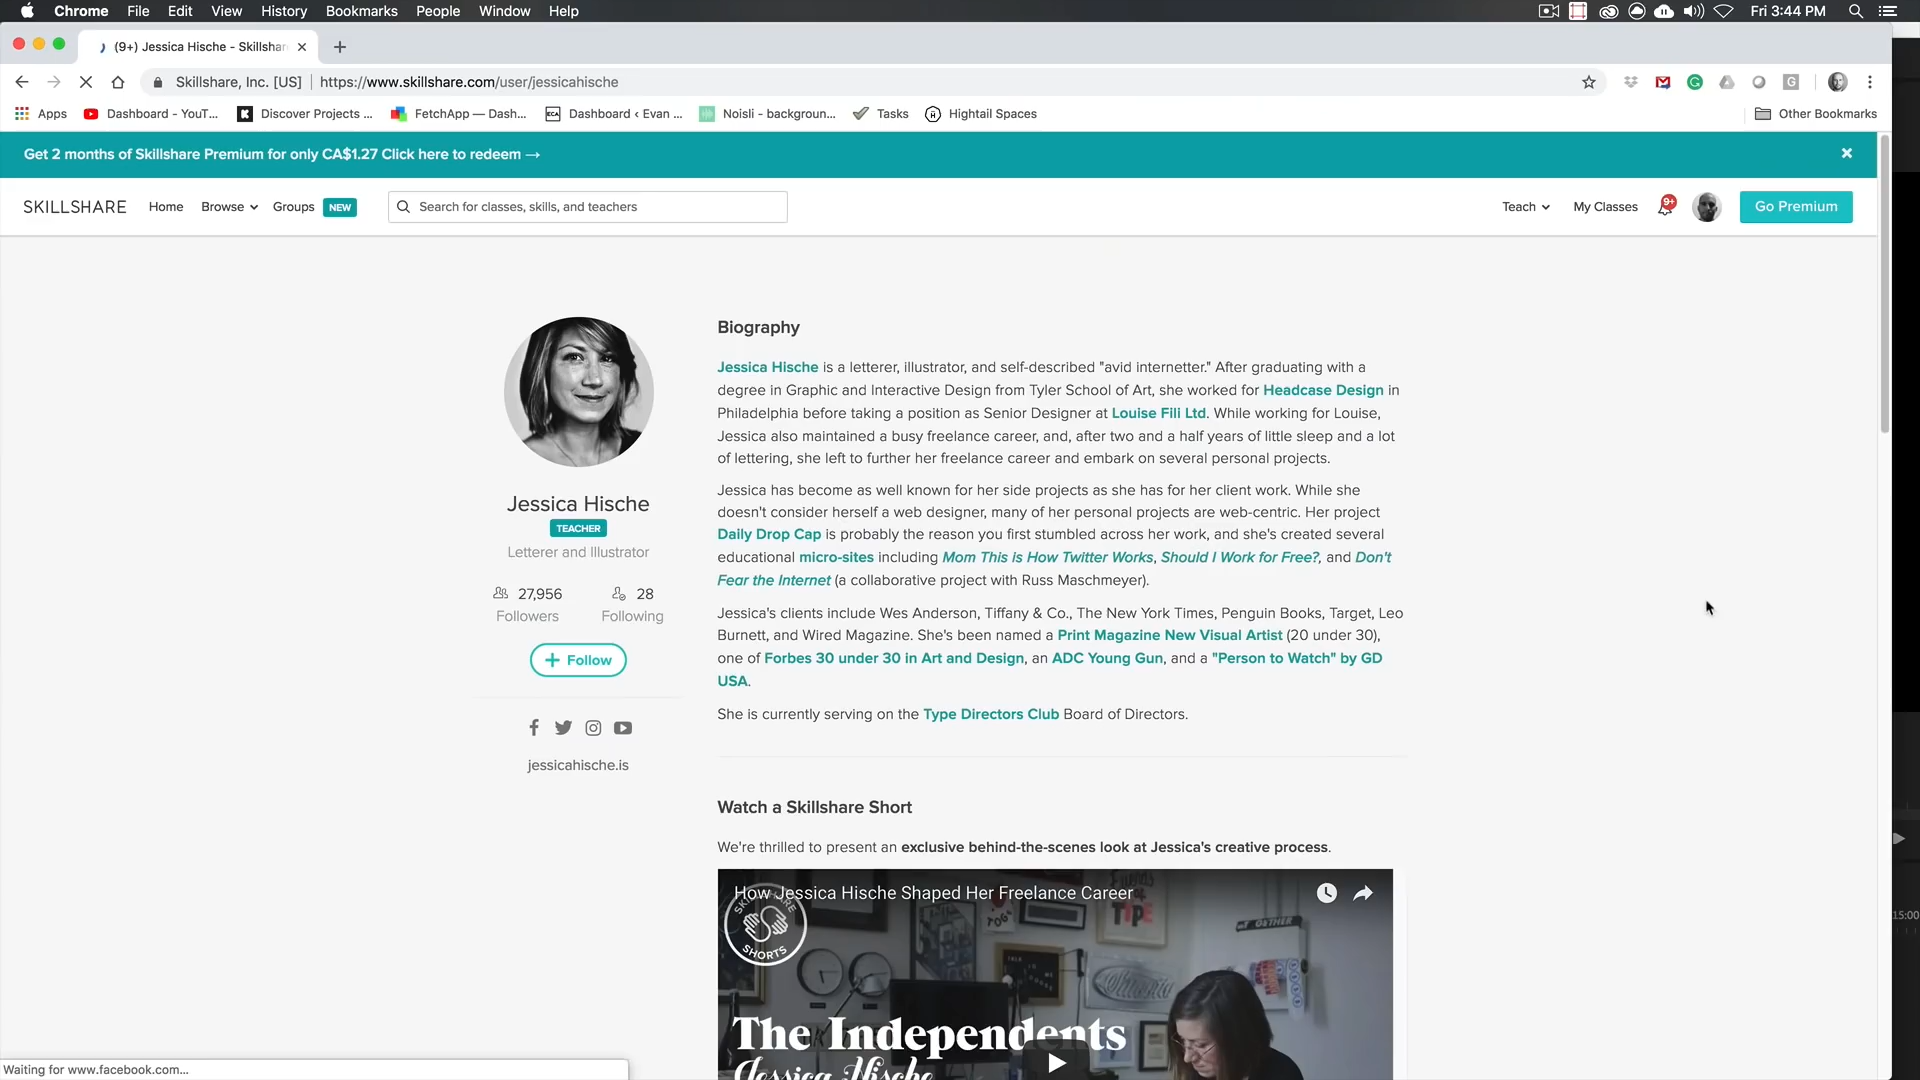 Chrome File Edit View History Bookmarks People Window Help Fri 3:44 PM
(9+) Jessica Hische - Skillshar
Skillshare, Inc. [US] https://www.skillshare.com/user/jessicahische
Apps Dashboard - YouT... Discover Projects ... FetchApp — Dash... Dashboard ‹ Evan ... Noisli - backgroun... Tasks Hightail Spaces Other Bookmarks
Get 2 months of Skillshare Premium for only CA$1.27 Click here to redeem →
SKILLSHARE Home Browse Groups NEW Search for classes, skills, and teachers Teach My Classes 9+ Go Premium
Biography
Jessica Hische is a letterer, illustrator, and self-described "avid internetter." After graduating with a
degree in Graphic and Interactive Design from Tyler School of Art, she worked for Headcase Design in
Philadelphia before taking a position as Senior Designer at Louise Fili Ltd. While working for Louise,
Jessica also maintained a busy freelance career, and, after two and a half years of little sleep and a lot
of lettering, she left to further her freelance career and embark on several personal projects.
Jessica has become as well known for her side projects as she has for her client work. While she
doesn't consider herself a web designer, many of her personal projects are web-centric. Her project
Daily Drop Cap is probably the reason you first stumbled across her work, and she's created several
educational micro-sites including Mom This is How Twitter Works, Should I Work for Free?, and Don't
Fear the Internet (a collaborative project with Russ Maschmeyer).
Jessica's clients include Wes Anderson, Tiffany & Co., The New York Times, Penguin Books, Target, Leo
Burnett, and Wired Magazine. She's been named a Print Magazine New Visual Artist (20 under 30),
one of Forbes 30 under 30 in Art and Design, an ADC Young Gun, and a "Person to Watch" by GD
USA.
She is currently serving on the Type Directors Club Board of Directors.
Jessica Hische
TEACHER
Letterer and Illustrator
27,956 28
Followers Following
+ Follow
jessicahische.is
Watch a Skillshare Short
We're thrilled to present an exclusive behind-the-scenes look at Jessica's creative process.
How Jessica Hische Shaped Her Freelance Career
SKILLSHARE
SHORTS
TYPE
The Independents
Jessica Hische
15:00
Waiting for www.facebook.com...